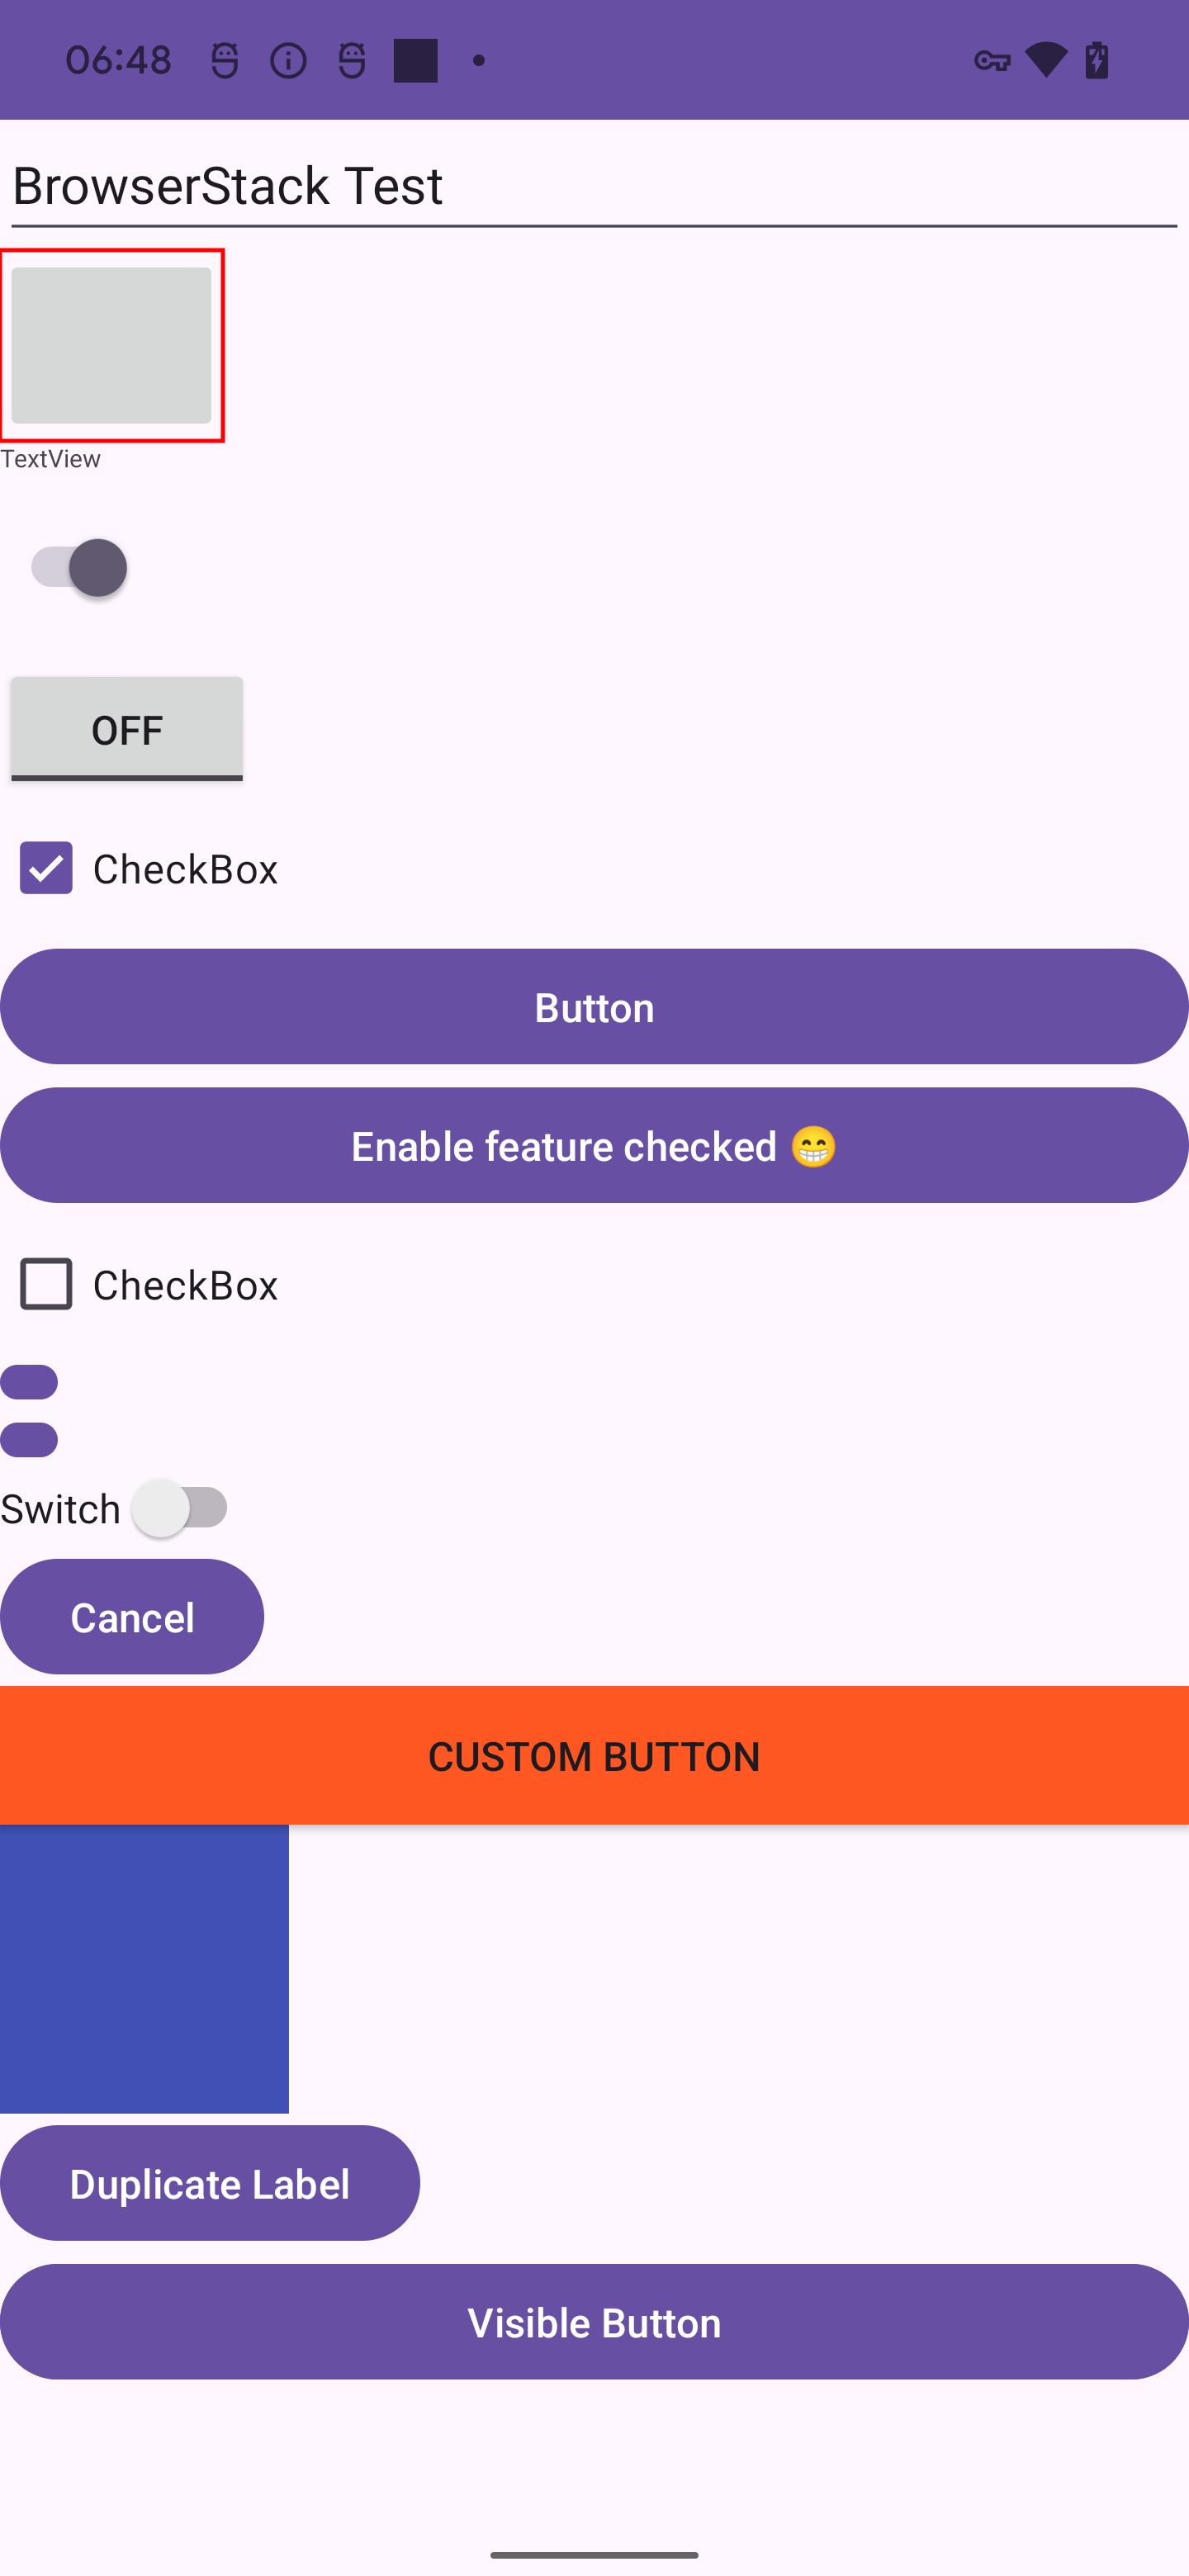 06:48
BrowserStack Test
TextView
OFF
CheckBox
Button
Enable feature checked 😁
CheckBox
Switch
Cancel
CUSTOM BUTTON
Duplicate Label
Visible Button